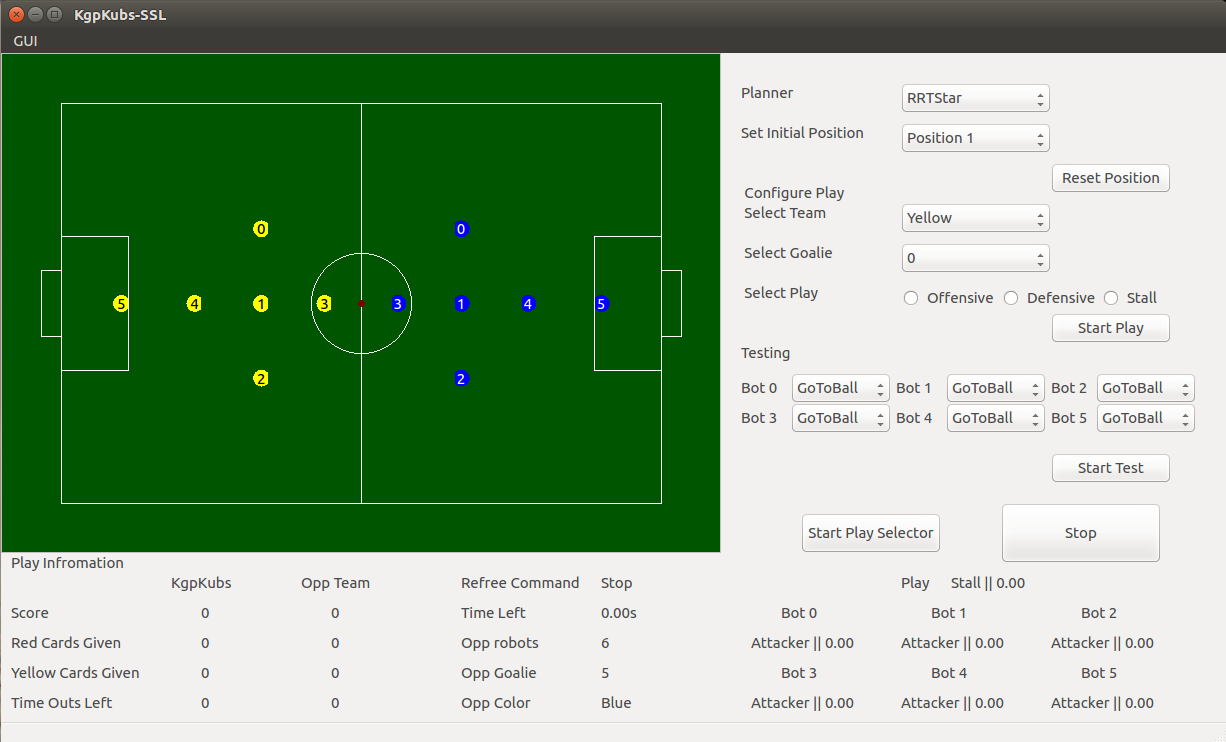 KgpKubs-SSL
GUI
Planner RRTStar
Set Initial Position Position 1
Reset Position
Configure Play
Select Team Yellow
Select Goalie 0
Select Play Offensive Defensive Stall
Start Play
Testing
Bot 0 GoToBall Bot 1 GoToBall Bot 2 GoToBall
Bot 3 GoToBall Bot 4 GoToBall Bot 5 GoToBall
Start Test
Start Play Selector Stop
0 0
5 4 1 3 3 1 4 5
2 2
Play Infromation
KgpKubs Opp Team Refree Command Stop Play Stall || 0.00
Score 0 0 Time Left 0.00s Bot 0 Bot 1 Bot 2
Red Cards Given 0 0 Opp robots 6 Attacker || 0.00 Attacker || 0.00 Attacker || 0.00
Yellow Cards Given 0 0 Opp Goalie 5 Bot 3 Bot 4 Bot 5
Time Outs Left 0 0 Opp Color Blue Attacker || 0.00 Attacker || 0.00 Attacker || 0.00